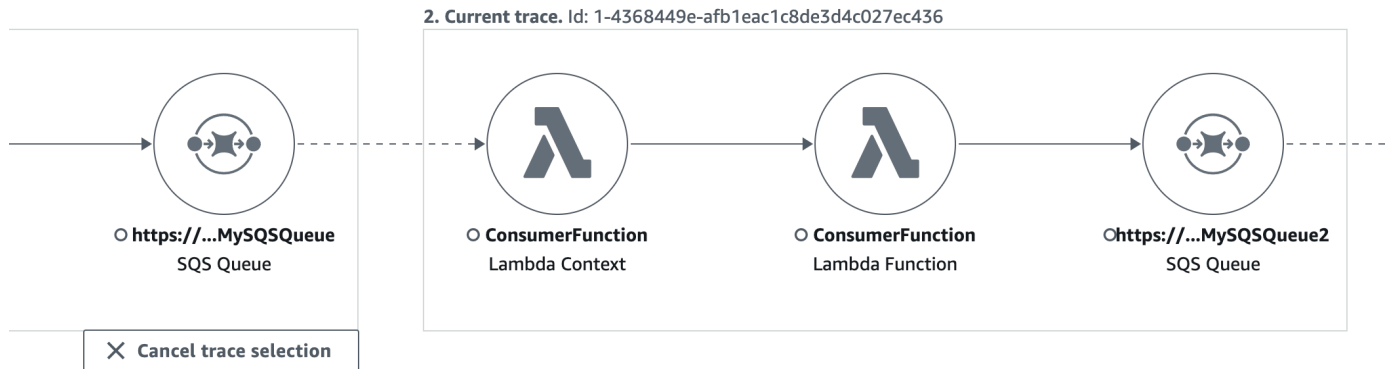 2. Current trace. Id: 1-4368449e-afb1eac1c8de3d4c027ec436
https://...MySQSQueue
SQS Queue
ConsumerFunction
Lambda Context
ConsumerFunction
Lambda Function
https://...MySQSQueue2
SQS Queue
Cancel trace selection